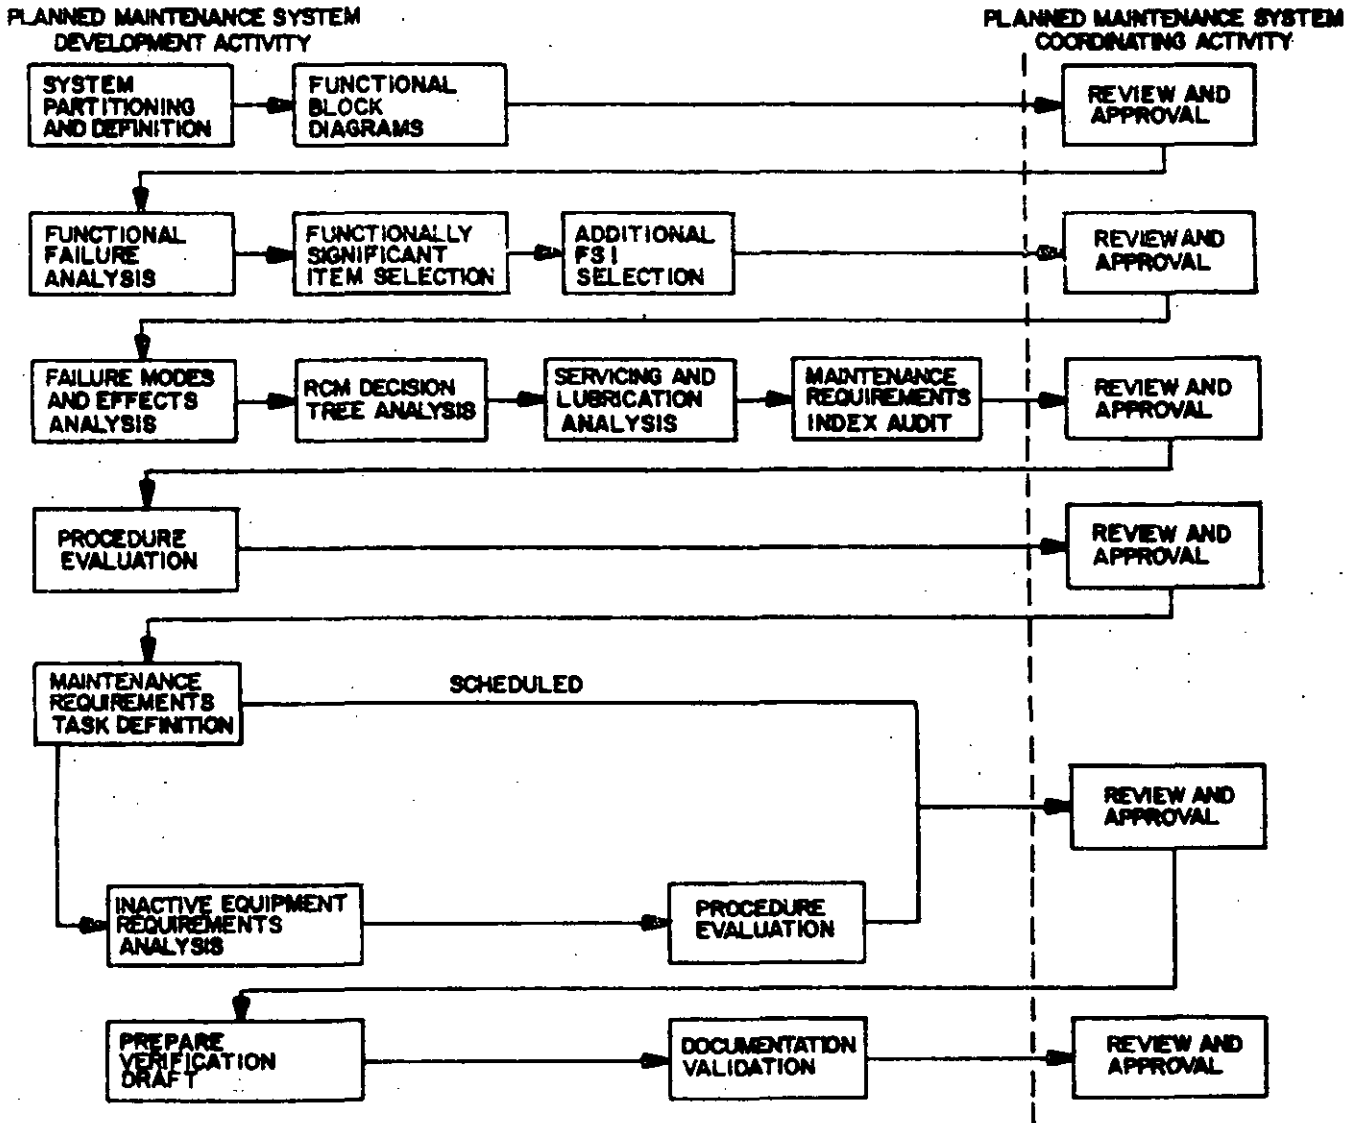 PLANNED MAINTENANCE SYSTEM
DEVELOPMENT ACTIVITY
PLANNED MAINTENANCE SYSTEM
COORDINATING ACTIVITY
SYSTEM
PARTITIONING
AND DEFINITION
FUNCTIONAL
BLOCK
DIAGRAMS
REVIEW AND
APPROVAL
FUNCTIONAL
FAILURE
ANALYSIS
FUNCTIONALLY
SIGNIFICANT
ITEM SELECTION
ADDITIONAL
FSI
SELECTION
REVIEW AND
APPROVAL
FAILURE MODES
AND EFFECTS
ANALYSIS
RCM DECISION
TREE ANALYSIS
SERVICING AND
LUBRICATION
ANALYSIS
MAINTENANCE
REQUIREMENTS
INDEX AUDIT
REVIEW AND
APPROVAL
PROCEDURE
EVALUATION
REVIEW AND
APPROVAL
MAINTENANCE
REQUIREMENTS
TASK DEFINITION
SCHEDULED
REVIEW AND
APPROVAL
INACTIVE EQUIPMENT
REQUIREMENTS
ANALYSIS
PROCEDURE
EVALUATION
PREPARE
VERIFICATION
DRAFT
DOCUMENTATION
VALIDATION
REVIEW AND
APPROVAL